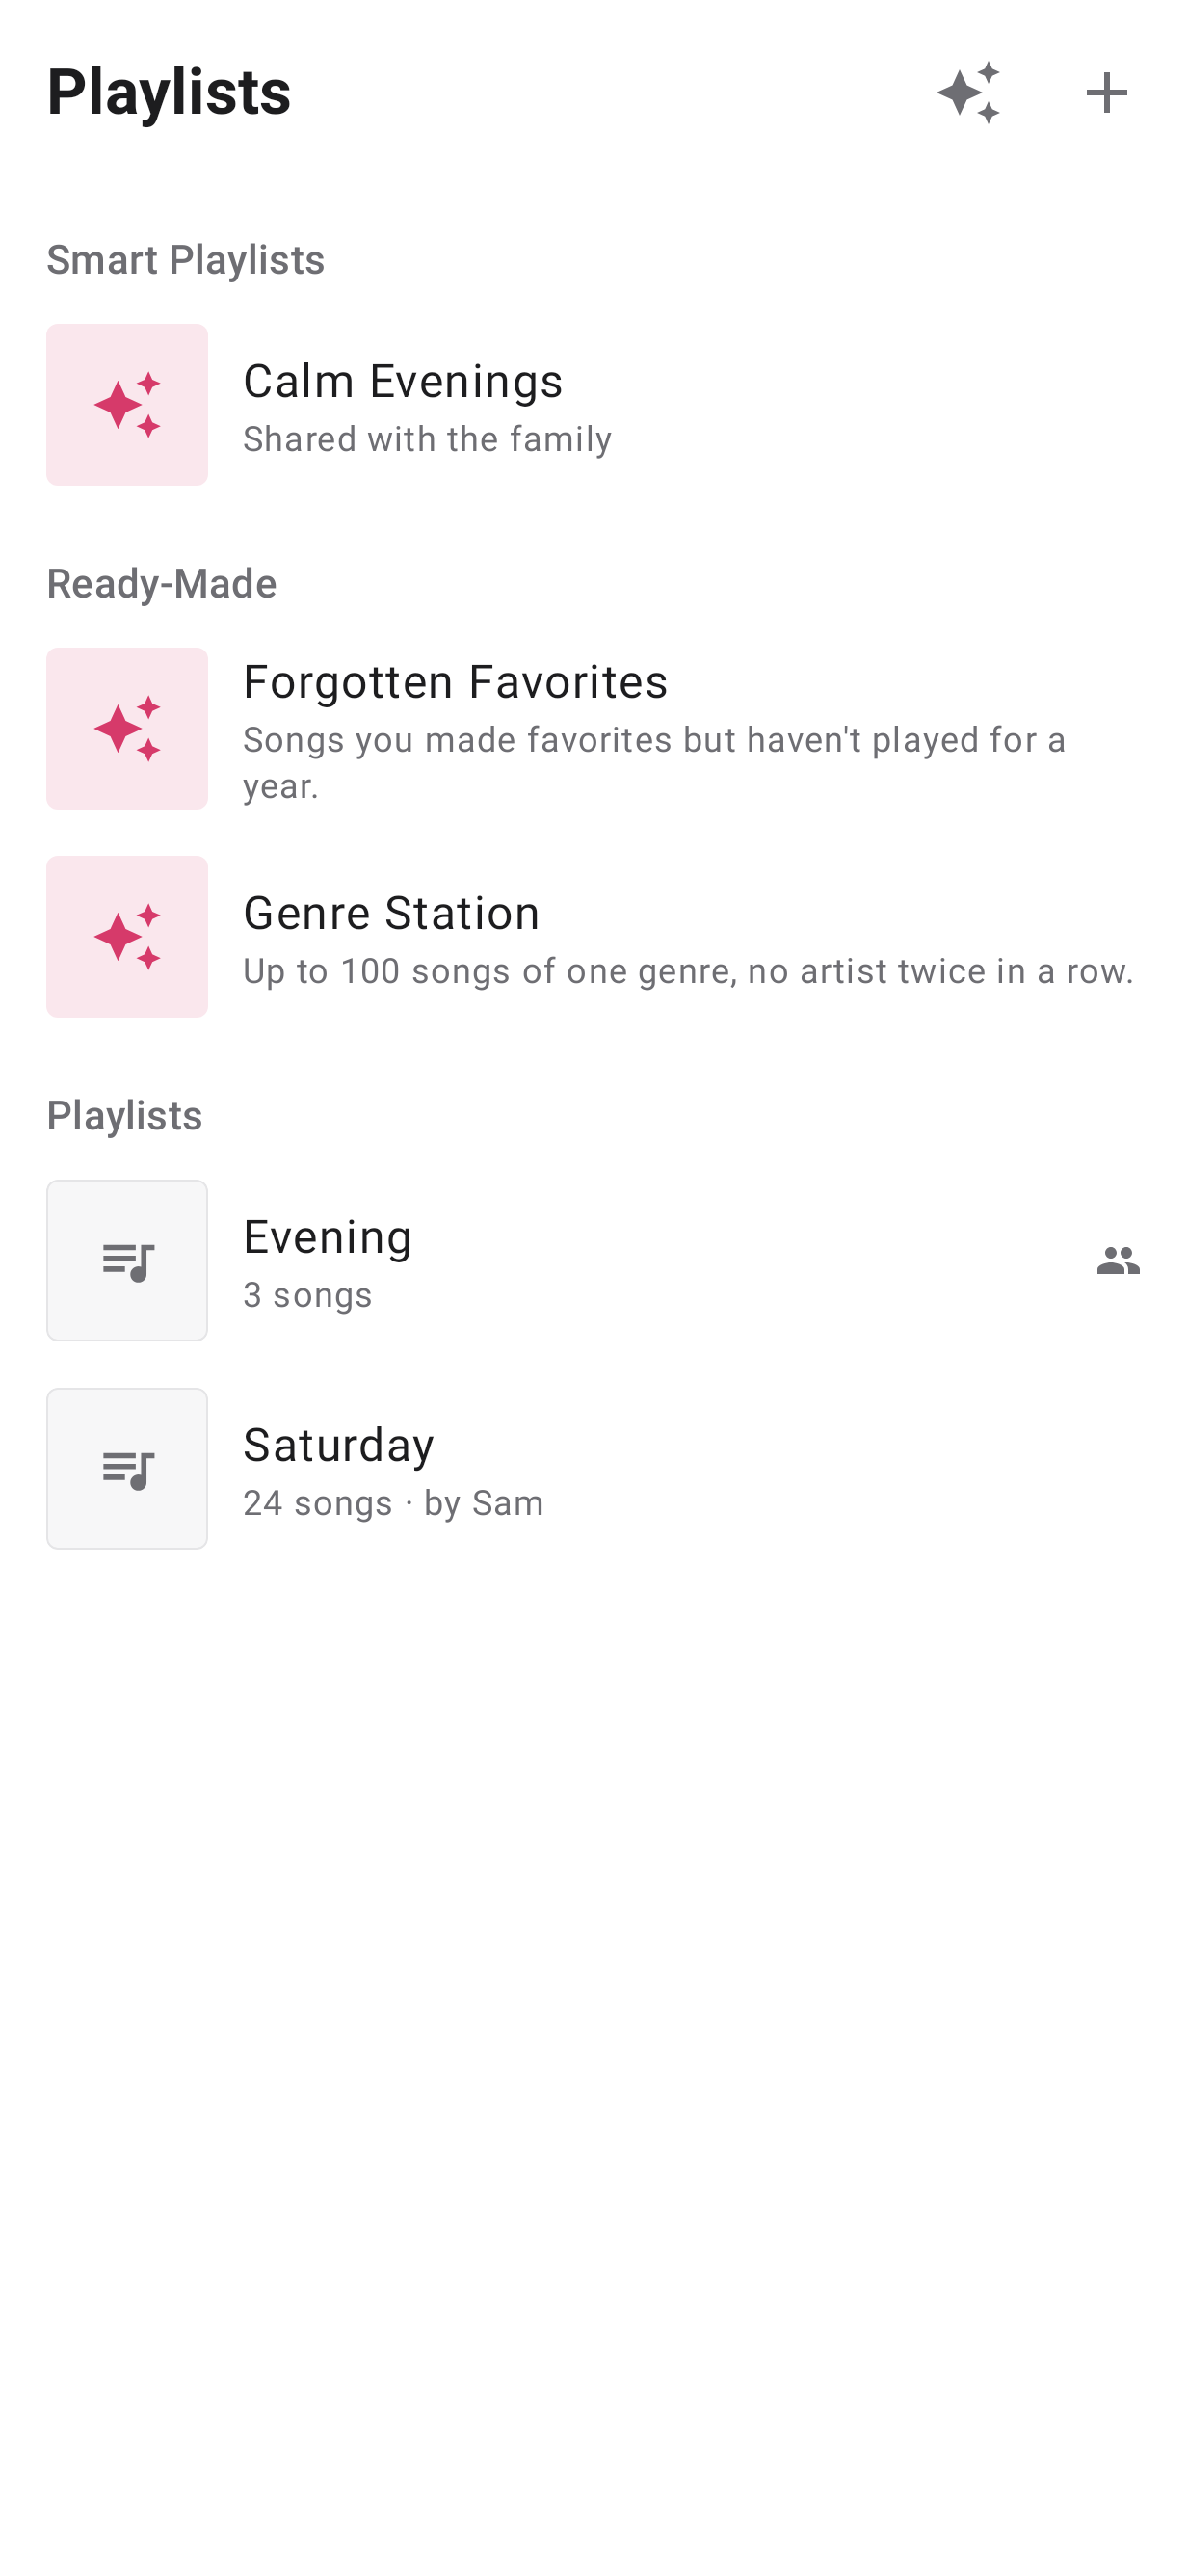 Playlists
Smart Playlists
Calm Evenings
Shared with the family
Ready-Made
Forgotten Favorites
Songs you made favorites but haven't played for a
year.
Genre Station
Up to 100 songs of one genre, no artist twice in a row.
Playlists
Evening
3 songs
Saturday
24 songs · by Sam